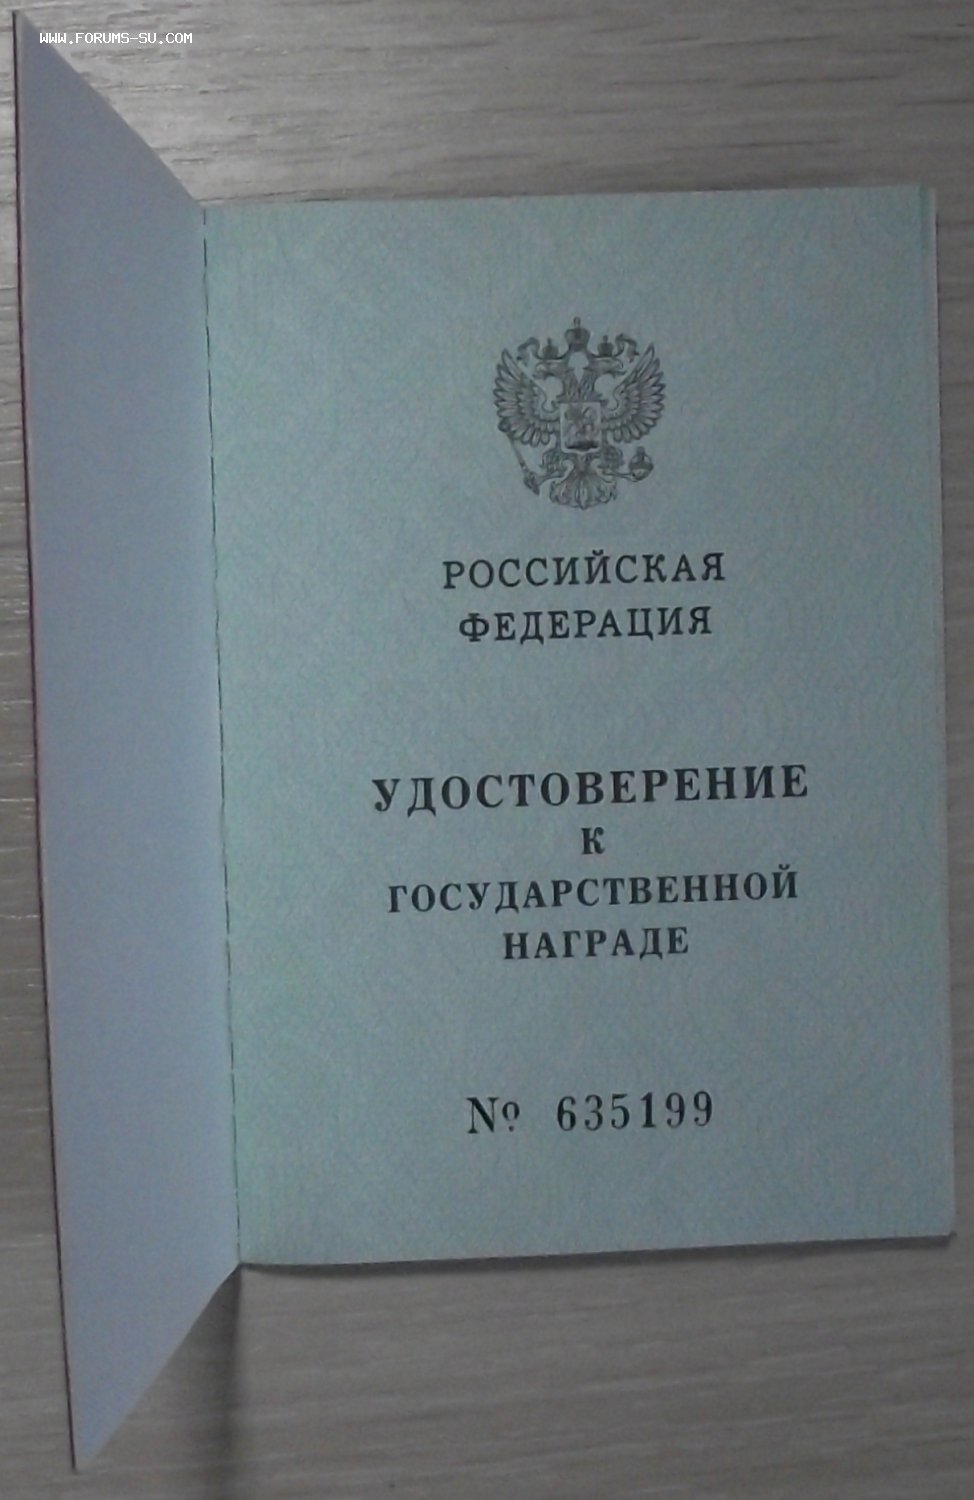 WWW.FORUMS-SU.COM
РОССИЙСКАЯ
ФЕДЕРАЦИЯ
УДОСТОВЕРЕНИЕ
К
ГОСУДАРСТВЕННОЙ
НАГРАДЕ
№ 635199